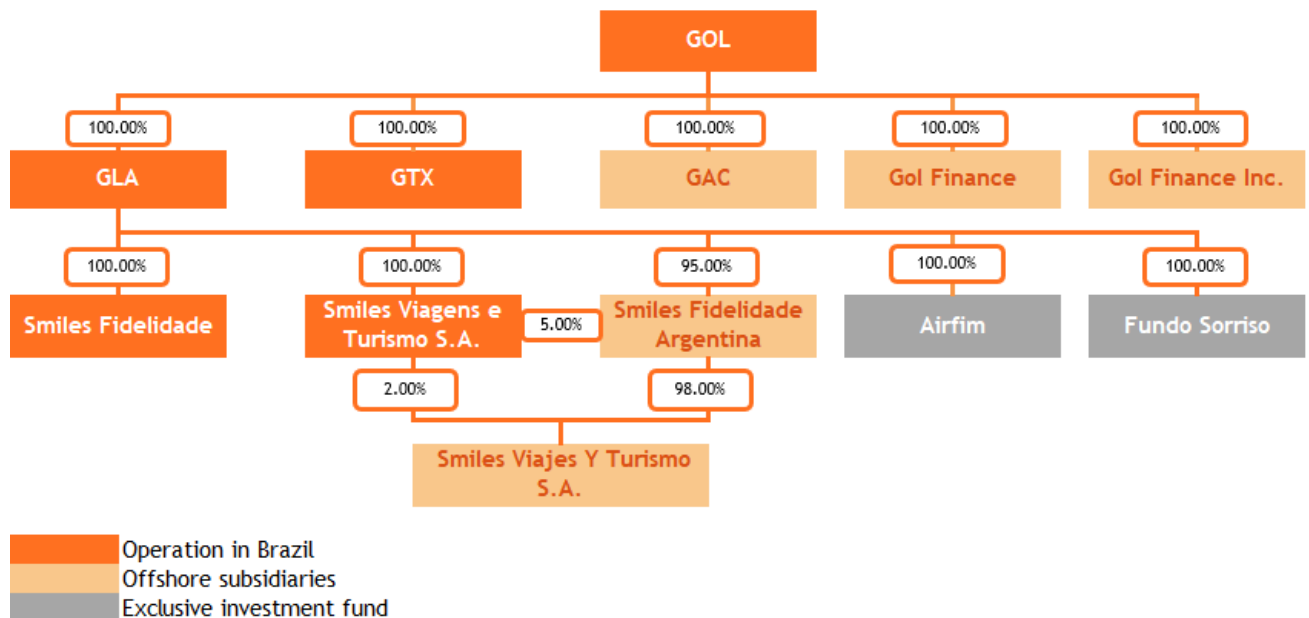 GOL
100.00%
100.00%
100.00%
100.00%
100.00%
GLA
GTX
GAC
Gol Finance
Gol Finance Inc.
100.00%
100.00%
95.00%
100.00%
100.00%
Smiles Fidelidade
Smiles Viagens e
Turismo S.A.
5.00%
Smiles Fidelidade
Argentina
Airfim
Fundo Sorriso
2.00%
98.00%
Smiles Viajes Y Turismo
S.A.
Operation in Brazil
Offshore subsidiaries
Exclusive investment fund